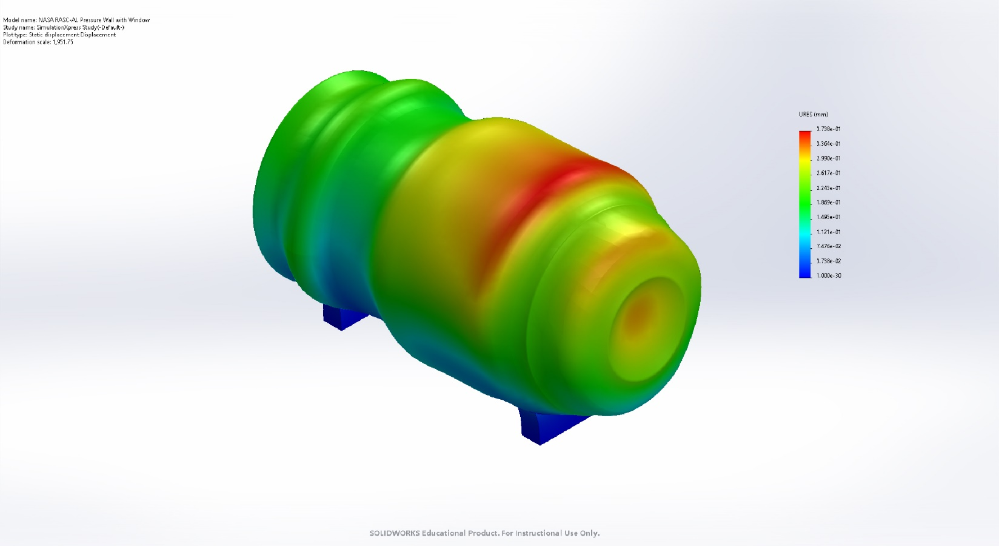 Model name: NASA RASC-AL Pressure Wall with Window
Study name: SimulationXpress Study(-Default-)
Plot type: Static displacement Displacement
Deformation scale: 1,951.75
URES (mm)
3.738e-01
3.364e-01
2.990e-01
2.617e-01
2.243e-01
1.869e-01
1.495e-01
1.121e-01
7.476e-02
3.738e-02
1.000e-30
SOLIDWORKS Educational Product. For Instructional Use Only.